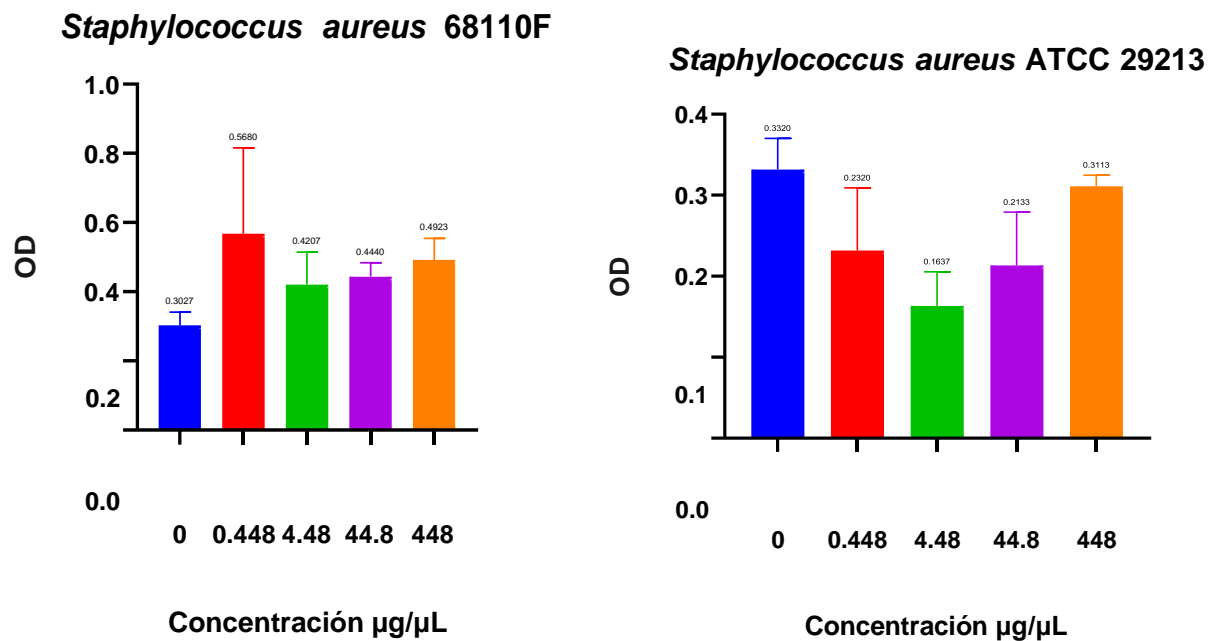 Staphylococcus aureus 68110F
1.0
0.8
0.6
0.4
0.2
0.0
OD
0.3027
0.5680
0.4207
0.4440
0.4923
0 0.448 4.48 44.8 448
Concentración µg/µL
Staphylococcus aureus ATCC 29213
0.4
0.3
0.2
0.1
0.0
OD
0.3320
0.2320
0.1637
0.2133
0.3113
0 0.448 4.48 44.8 448
Concentración µg/µL